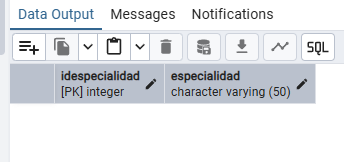 Data Output Messages Notifications
SQL
idespecialidad especialidad
[PK] integer character varying (50)